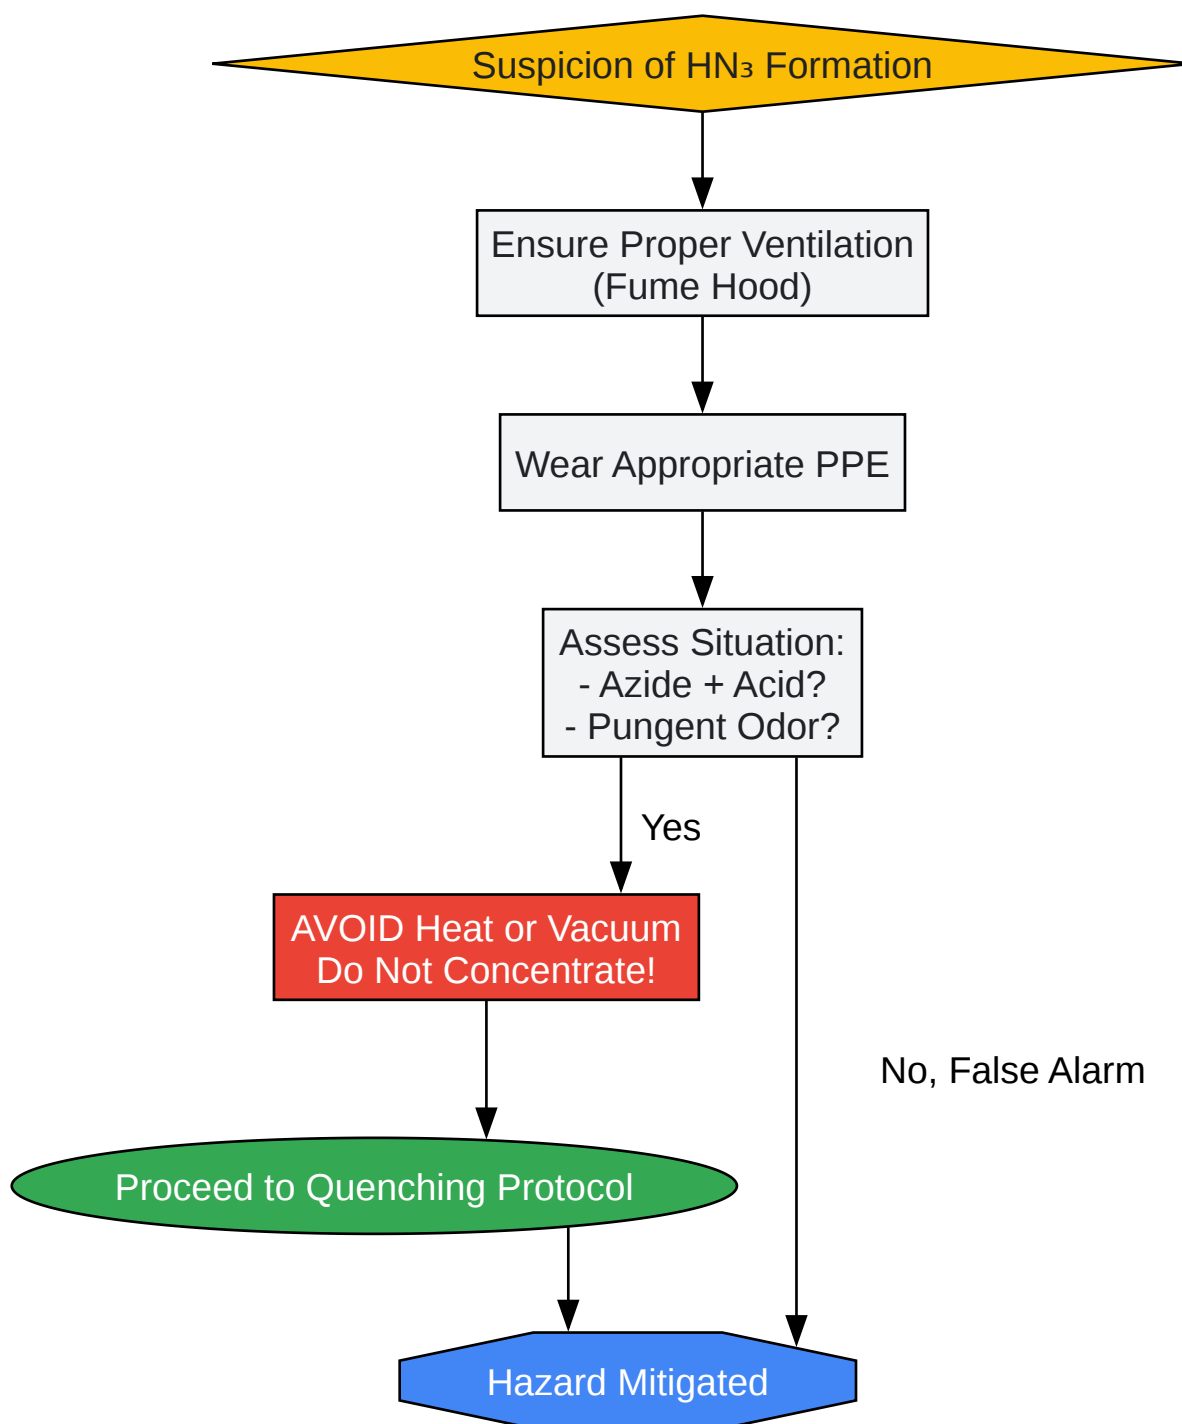 Suspicion of HN₃ Formation
Ensure Proper Ventilation
(Fume Hood)
Wear Appropriate PPE
Assess Situation:
- Azide + Acid?
- Pungent Odor?
Yes
AVOID Heat or Vacuum
Do Not Concentrate!
No, False Alarm
Proceed to Quenching Protocol
Hazard Mitigated